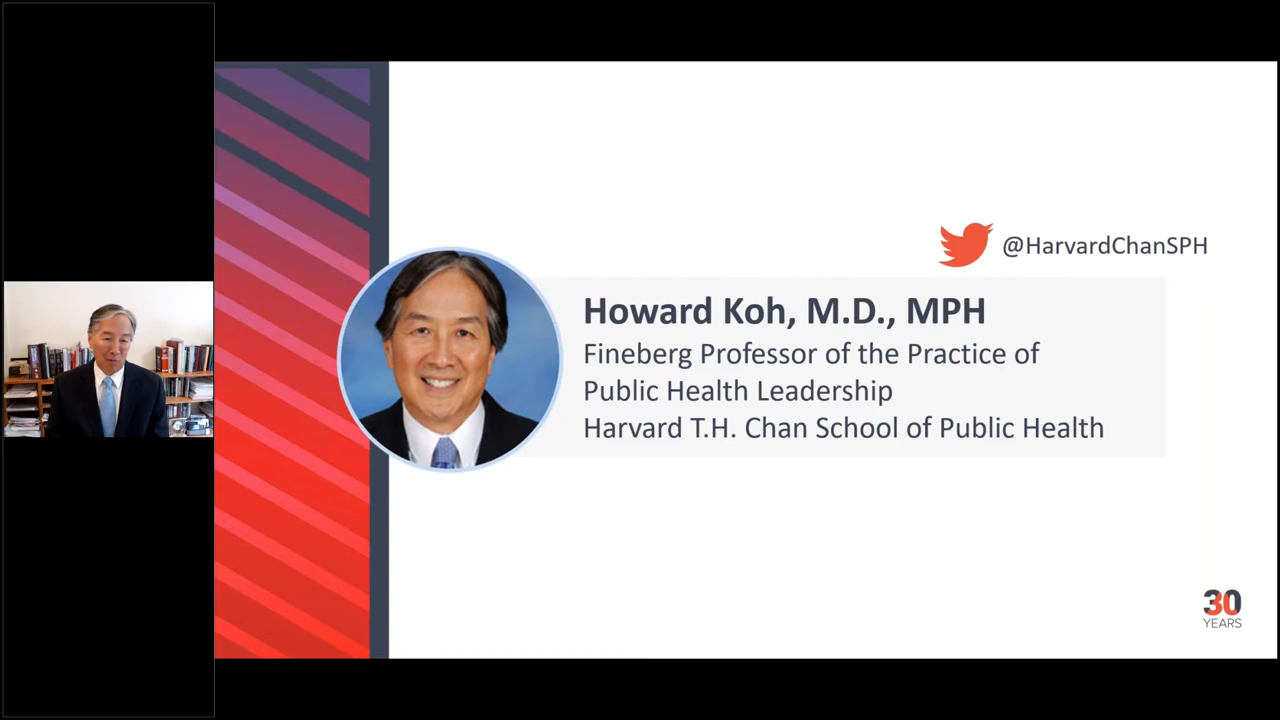 @HarvardChanSPH
Howard Koh, M.D., MPH
Fineberg Professor of the Practice of
Public Health Leadership
Harvard T.H. Chan School of Public Health
30
YEARS